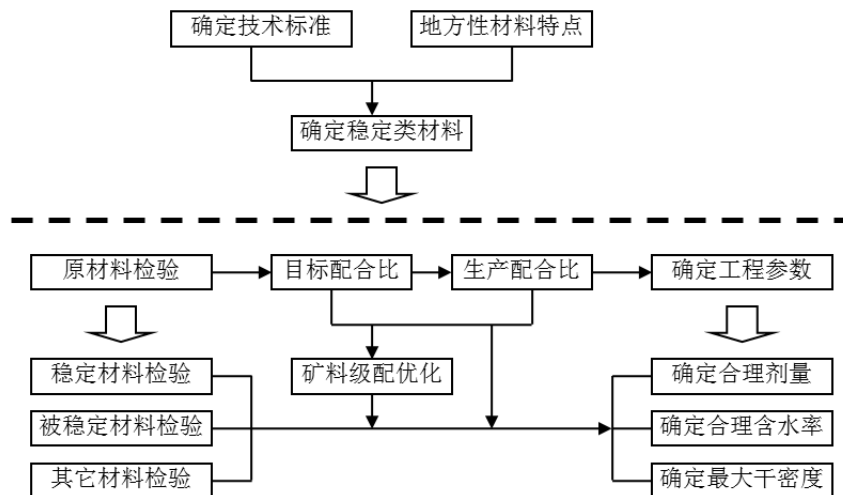 确定技术标准
地方性材料特点
确定稳定类材料
原材料检验
目标配合比
生产配合比
确定工程参数
稳定材料检验
矿料级配优化
确定合理剂量
被稳定材料检验
确定合理含水率
其它材料检验
确定最大干密度